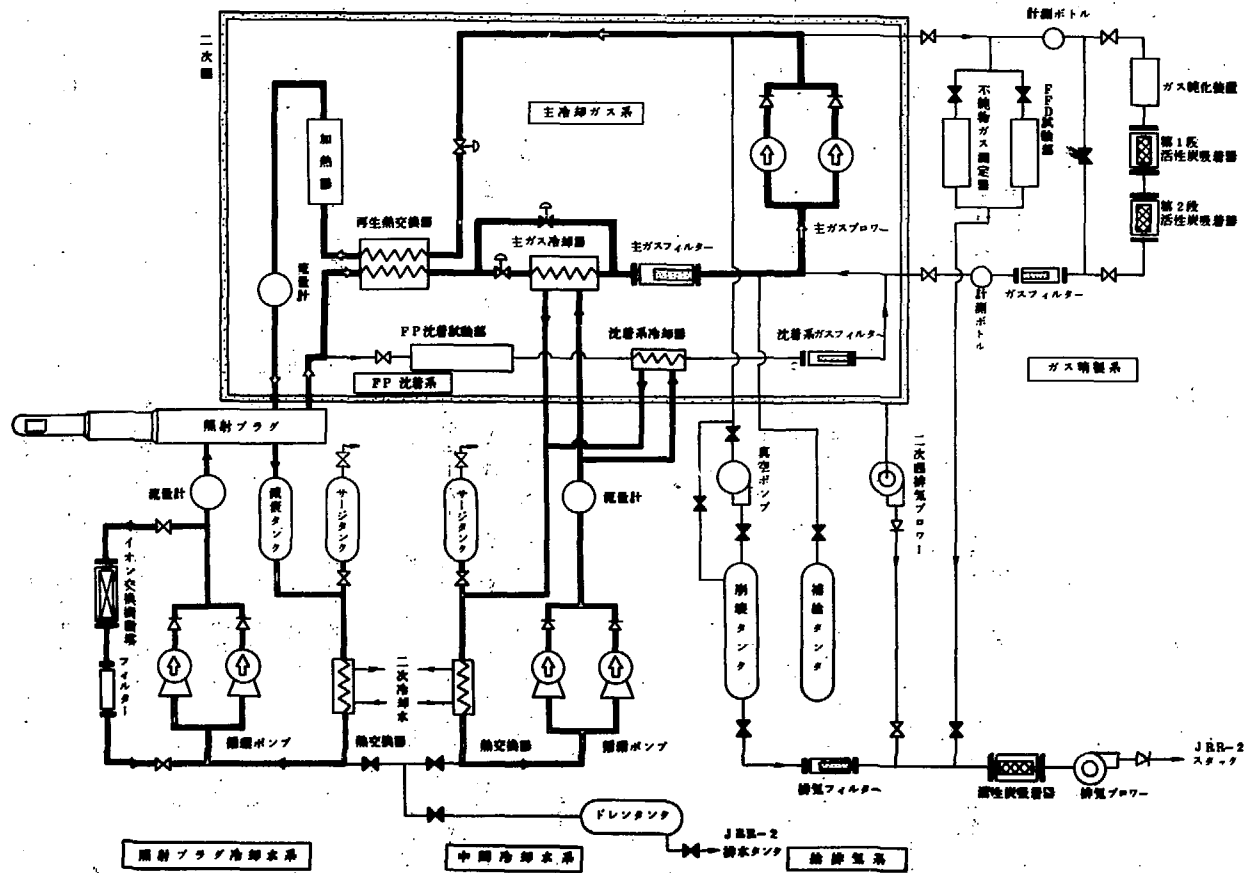 計測ボトル
二次圏
主冷却ガス系
加熱器
再生熱交換器
主ガス冷却器
主ガスフィルター
主ガスブロワー
流量計
不純物ガス測定器
FFD試験部
ガス純化装置
第1段
活性炭吸着器
第2段
活性炭吸着器
計測ボトル
ガスフィルター
FP沈着試験部
沈着系冷却器
沈着系ガスフィルター
FP 沈着系
ガス精製系
照射プラグ
流量計
減衰タンク
サージタンク
サージタンク
流量計
真空ポンプ
二次圏排気ブロワー
イオン交換樹脂塔
フィルター
崩壊タンク
補給タンク
二次冷却水
循環ポンプ
熱交換器
熱交換器
循環ポンプ
排気フィルター
活性炭吸着器
排気ブロワー
JRR-2
スタック
ドレンタンク
JRR-2
排水タンク
照射プラグ冷却水系
中間冷却水系
給排気系